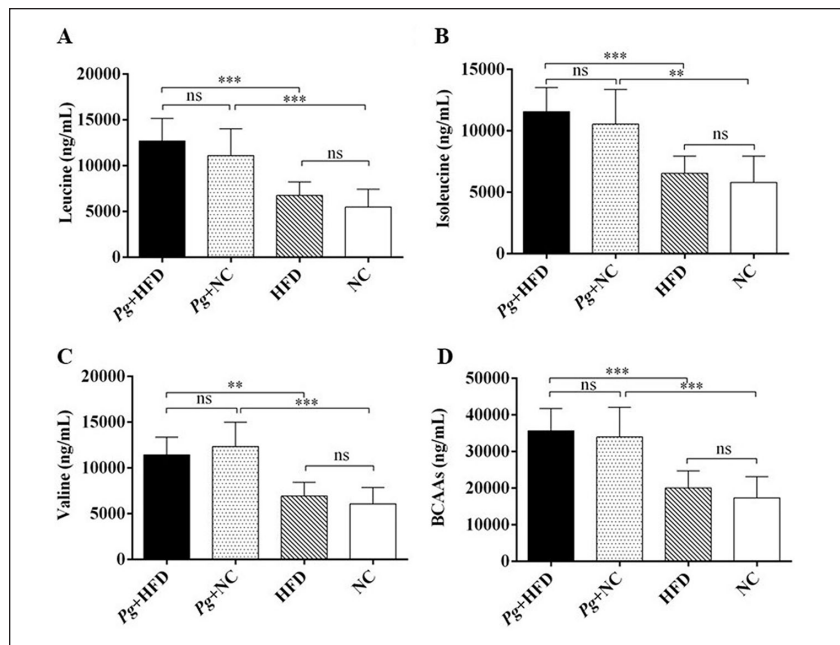 A
Leucine (ng/mL)
20000
15000
10000
5000
0
***
ns
***
ns
Pg+HFD
Pg+NC
HFD
NC
B
Isoleucine (ng/mL)
15000
10000
5000
0
***
ns
**
ns
Pg+HFD
Pg+NC
HFD
NC
C
Valine (ng/mL)
20000
15000
10000
5000
0
**
ns
***
ns
Pg+HFD
Pg+NC
HFD
NC
D
BCAAs (ng/mL)
50000
40000
30000
20000
10000
0
***
ns
***
ns
Pg+HFD
Pg+NC
HFD
NC